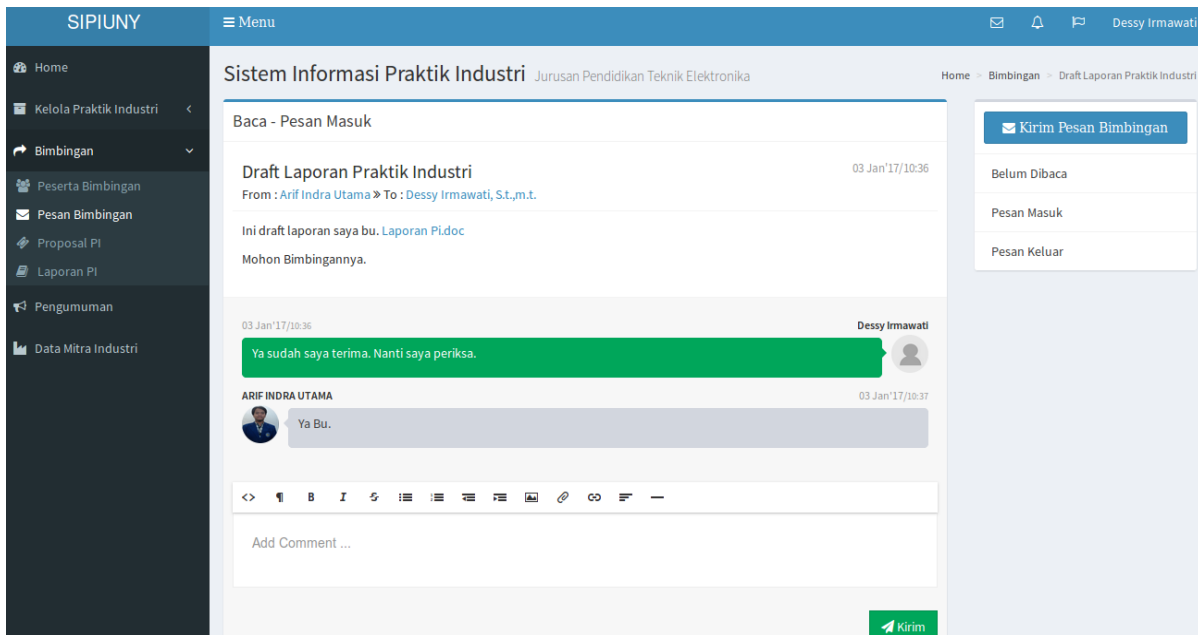 SIPIUNY
Menu
Dessy Irmawati
Home
Kelola Praktik Industri
Bimbingan
Peserta Bimbingan
Pesan Bimbingan
Proposal PI
Laporan PI
Pengumuman
Data Mitra Industri
Sistem Informasi Praktik Industri Jurusan Pendidikan Teknik Elektronika
Home > Bimbingan > Draft Laporan Praktik Industri
Baca - Pesan Masuk
Draft Laporan Praktik Industri 03 Jan'17/10:36
From : Arif Indra Utama » To : Dessy Irmawati, S.t.,m.t.
Ini draft laporan saya bu. Laporan Pi.doc
Mohon Bimbingannya.
03 Jan'17/10:36 Dessy Irmawati
Ya sudah saya terima. Nanti saya periksa.
ARIF INDRA UTAMA 03 Jan'17/10:37
Ya Bu.
Add Comment ...
Kirim
Kirim Pesan Bimbingan
Belum Dibaca
Pesan Masuk
Pesan Keluar